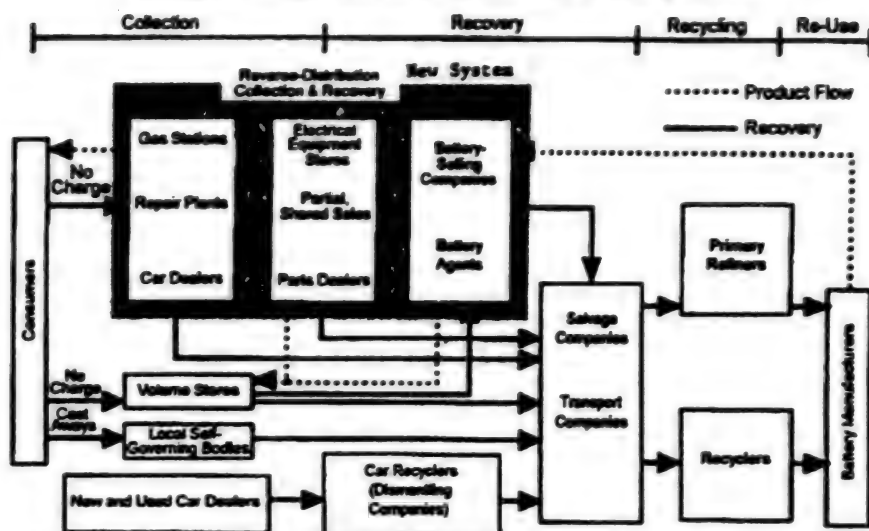 Collection
Recovery
Recycling
Re-Use
New System
Reverse-Distribution
Collection & Recovery
Product Flow
Recovery
Gas Stations
Repair Plants
Car Dealers
Electrical
Equipment
Stores
Partial,
Shared Sales
Parts Dealers
Battery-
Selling
Companies
Battery
Agents
No
Charge
Consumers
Primary
Refiners
Salvage
Companies
Transport
Companies
Recyclers
Battery Manufacturers
No
Charge
Volume Stores
Cast
Aways
Local Self-
Governing Bodies
New and Used Car Dealers
Car Recyclers
(Dismantling
Companies)